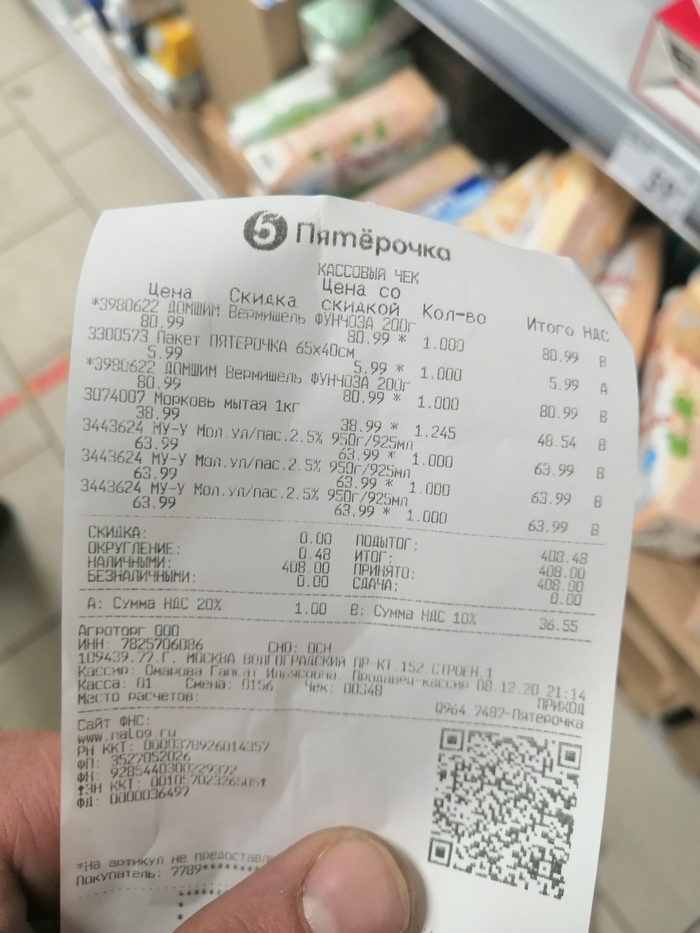 5 Пятёрочка
КАССОВЫЙ ЧЕК
Цена Скидка Цена со скидкой Кол-во Итого НДС
*3980622 ДОМШИМ Вермишель ФУНЧОЗА 200г
80.99 80.99 * 1.000 80.99 В
3300573 Пакет ПЯТЕРОЧКА 65х40см
5.99 5.99 * 1.000 5.99 А
*3980622 ДОМШИМ Вермишель ФУНЧОЗА 200г
80.99 80.99 * 1.000 80.99 В
3074007 Морковь мытая 1кг
38.99 38.99 * 1.245 48.54 В
3443624 МУ-У Мол.ул/пас.2.5% 950г/925мл
63.99 63.99 * 1.000 63.99 В
3443624 МУ-У Мол.ул/пас.2.5% 950г/925мл
63.99 63.99 * 1.000 63.99 В
3443624 МУ-У Мол.ул/пас.2.5% 950г/925мл
63.99 63.99 * 1.000 63.99 В
СКИДКА: 0.00 ПОДЫТОГ: 408.48
ОКРУГЛЕНИЕ: 0.48 ИТОГ: 408.00
НАЛИЧНЫМИ: 408.00 ПРИНЯТО: 408.00
БЕЗНАЛИЧНЫМИ: 0.00 СДАЧА: 0.00
А: Сумма НДС 20% 1.00 В: Сумма НДС 10% 36.55
Агроторг ООО
ИНН: 7825706086 СНО: ОСН
109439.77.Г. МОСКВА ВОЛГОГРАДСКИЙ ПР-КТ.152.СТРОЕН.1
Кассир: Омарова Ильясовна. Продавец-кассир 08.12.20 21:14
Касса: 01 Смена: 0156 Чек: 00348 ПРИХОД
Место расчетов: Q964 7487-Пятерочка
Сайт ФНС:
www.nalog.ru
РН ККТ: 0000378926014357
ФП: 3527052026
ФН: 9285440300229372
ЗН ККТ:
ФД: 0000036497
*На артикул не
Покупатель: 7789*******
39